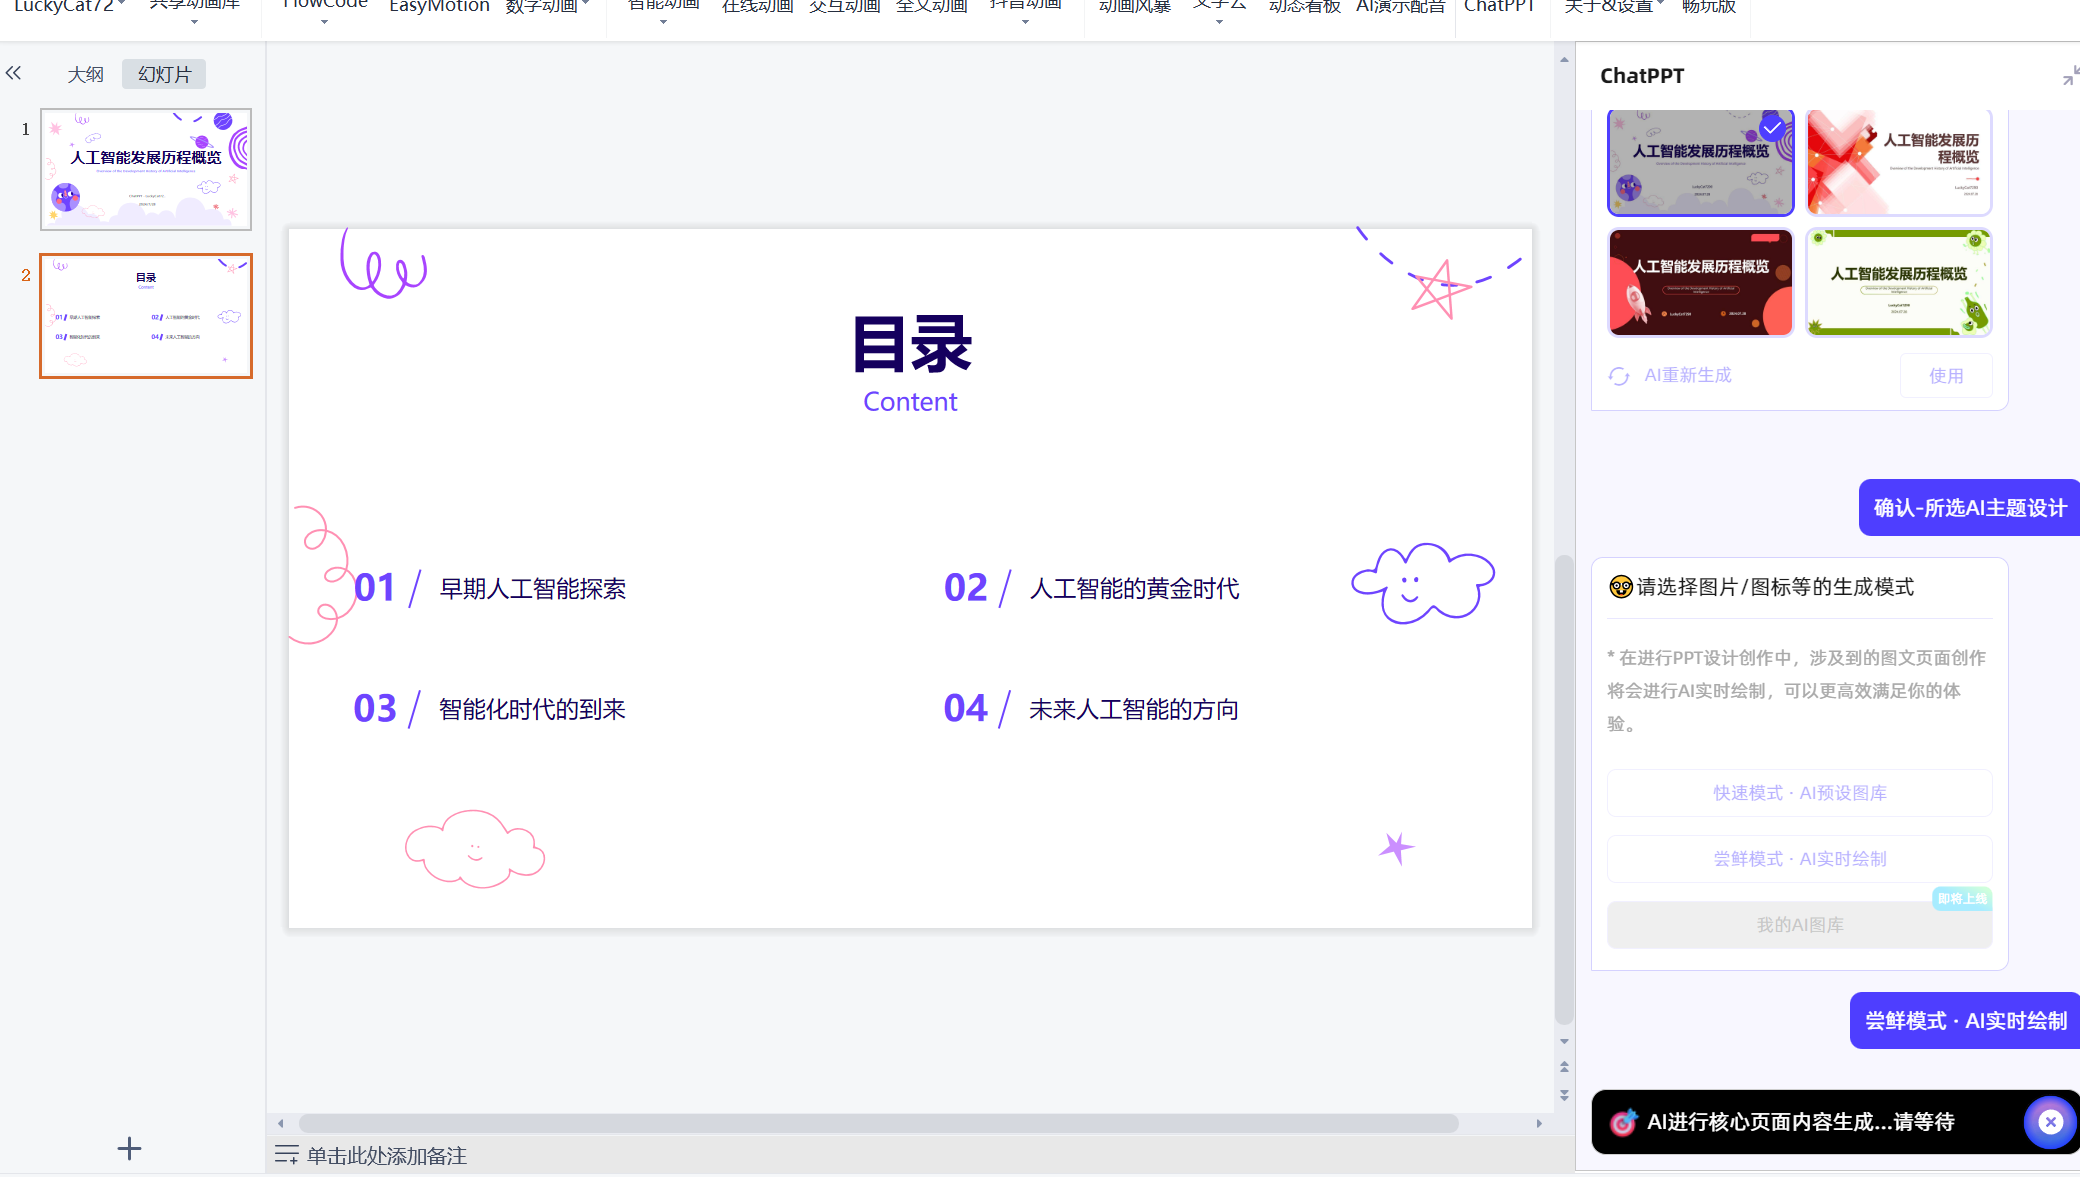 LuckyCat72
共享动画库
FlowCode
EasyMotion
数字动画
智能动画
在线动画
交互动画
全文动画
抖音动画
动画风暴
文字云
动态看板
AI演示配音
ChatPPT
关于&设置
畅玩版
大纲
幻灯片
1
人工智能发展历程概览
2
目录
Content
01
早期人工智能探索
02
人工智能的黄金时代
03
智能化时代的到来
04
未来人工智能的方向
目录
Content
01
早期人工智能探索
02
人工智能的黄金时代
03
智能化时代的到来
04
未来人工智能的方向
单击此处添加备注
ChatPPT
人工智能发展历程概览
人工智能发展历
程概览
人工智能发展历程概览
人工智能发展历程概览
AI重新生成
使用
确认-所选AI主题设计
请选择图片/图标等的生成模式
* 在进行PPT设计创作中，涉及到的图文页面创作
将会进行AI实时绘制，可以更高效满足你的体
验。
快速模式 · AI预设图库
尝鲜模式 · AI实时绘制
即将上线
我的AI图库
尝鲜模式 · AI实时绘制
AI进行核心页面内容生成...请等待